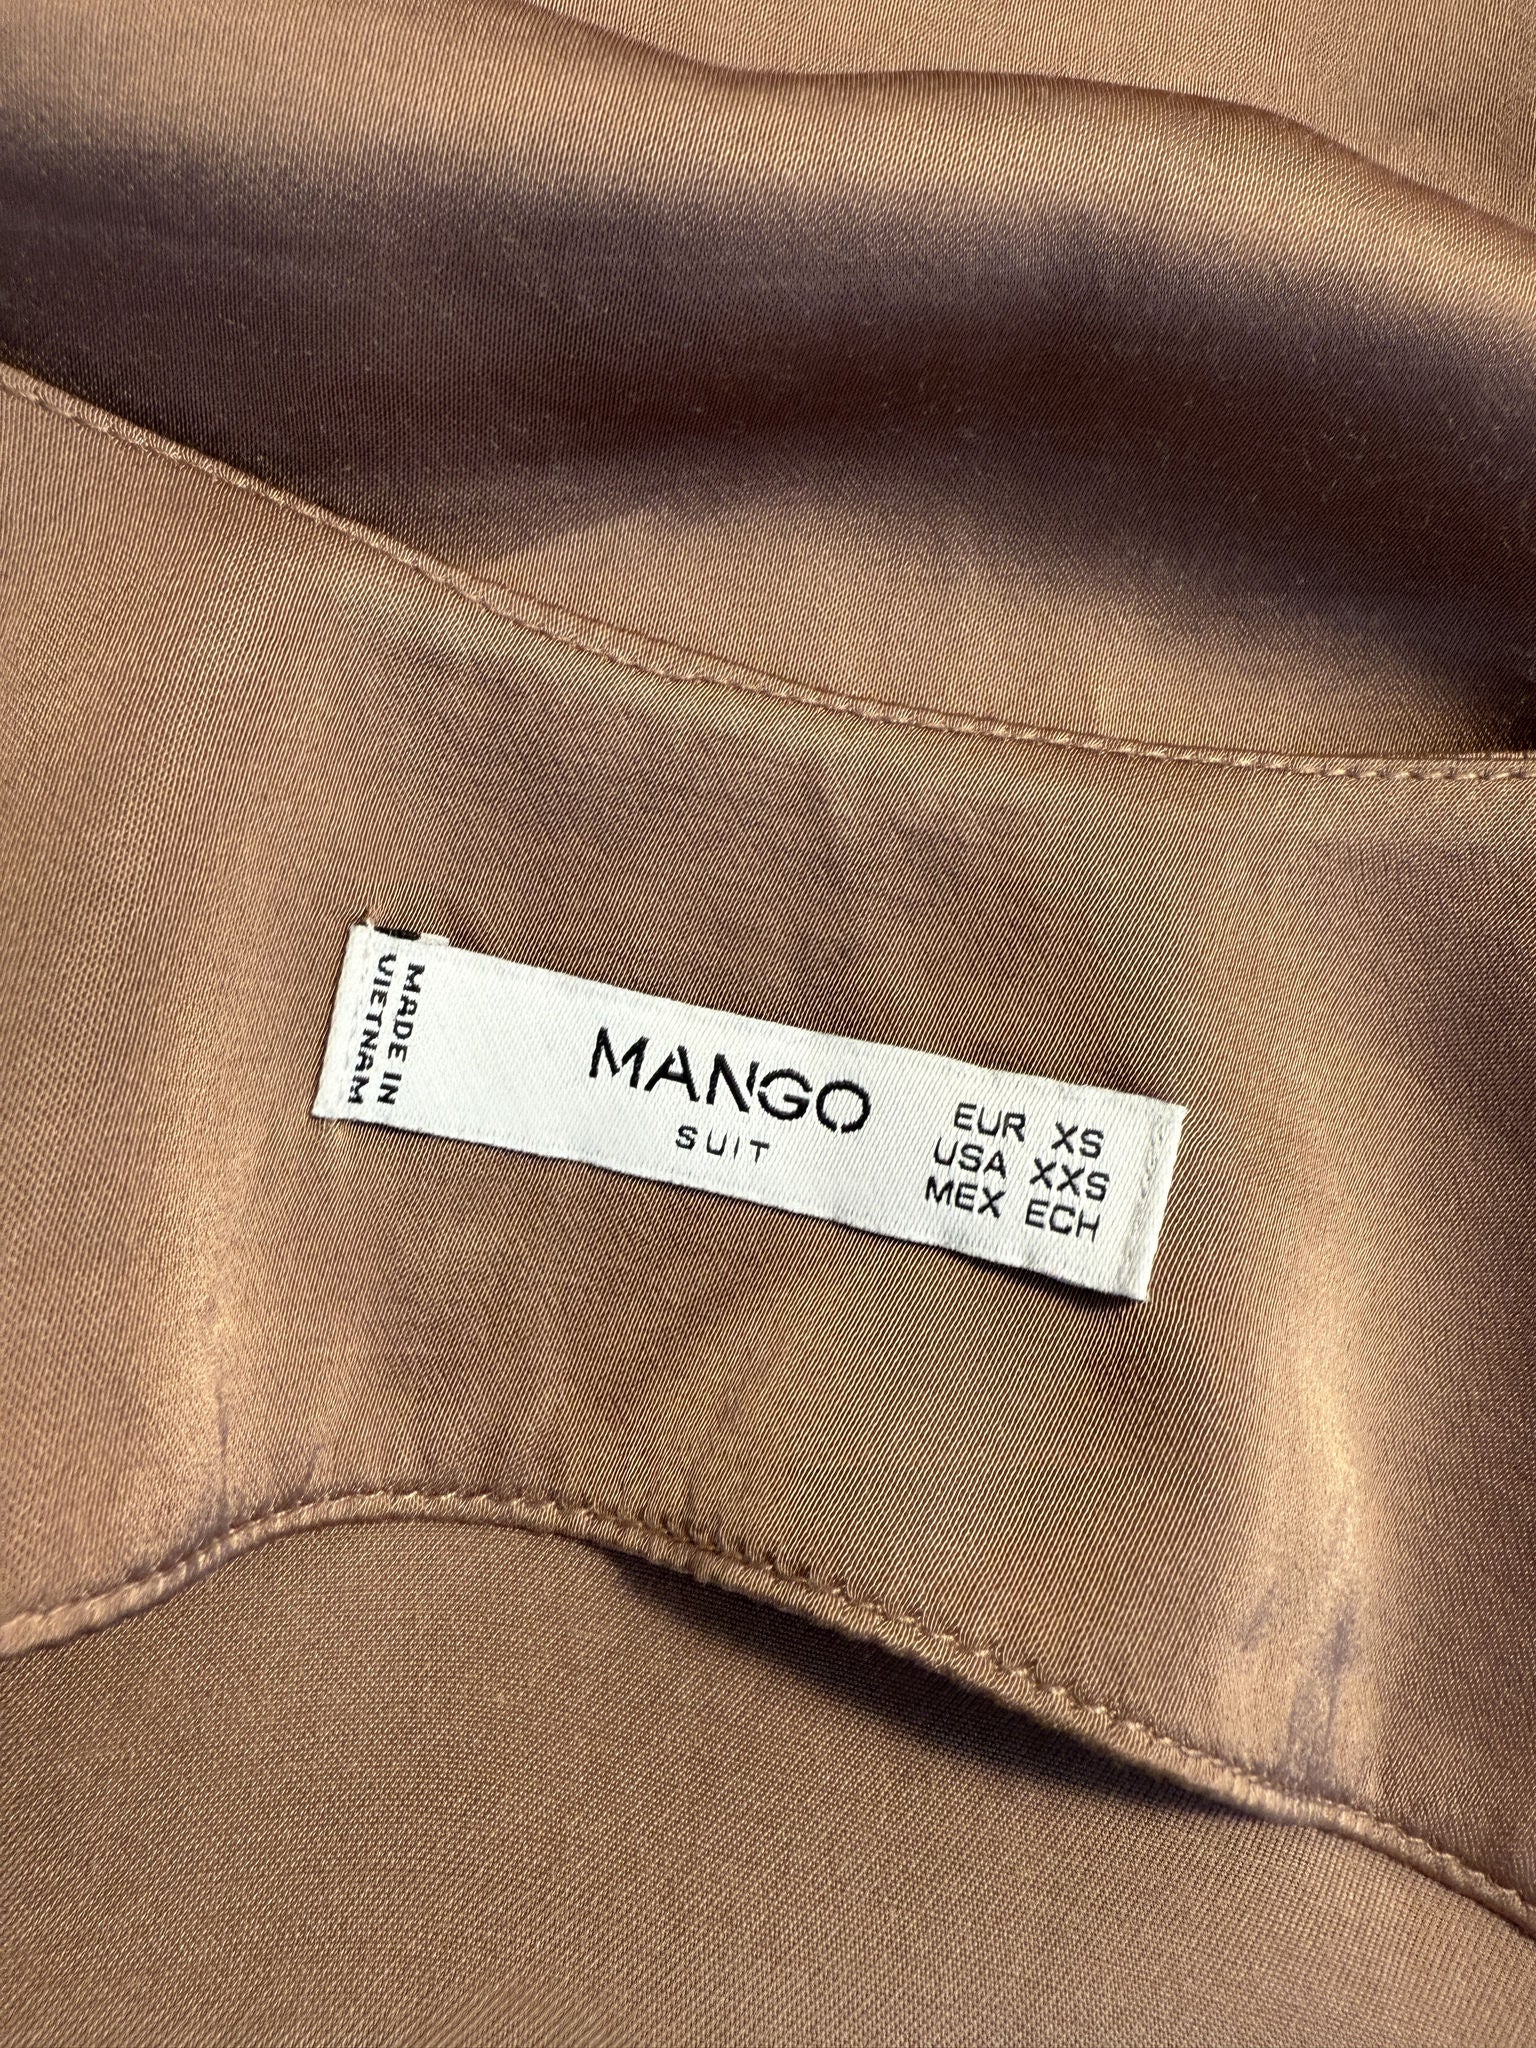 MADE IN
VIETNAM
MANGO
SUIT
EUR XS
USA XXS
MEX ECH